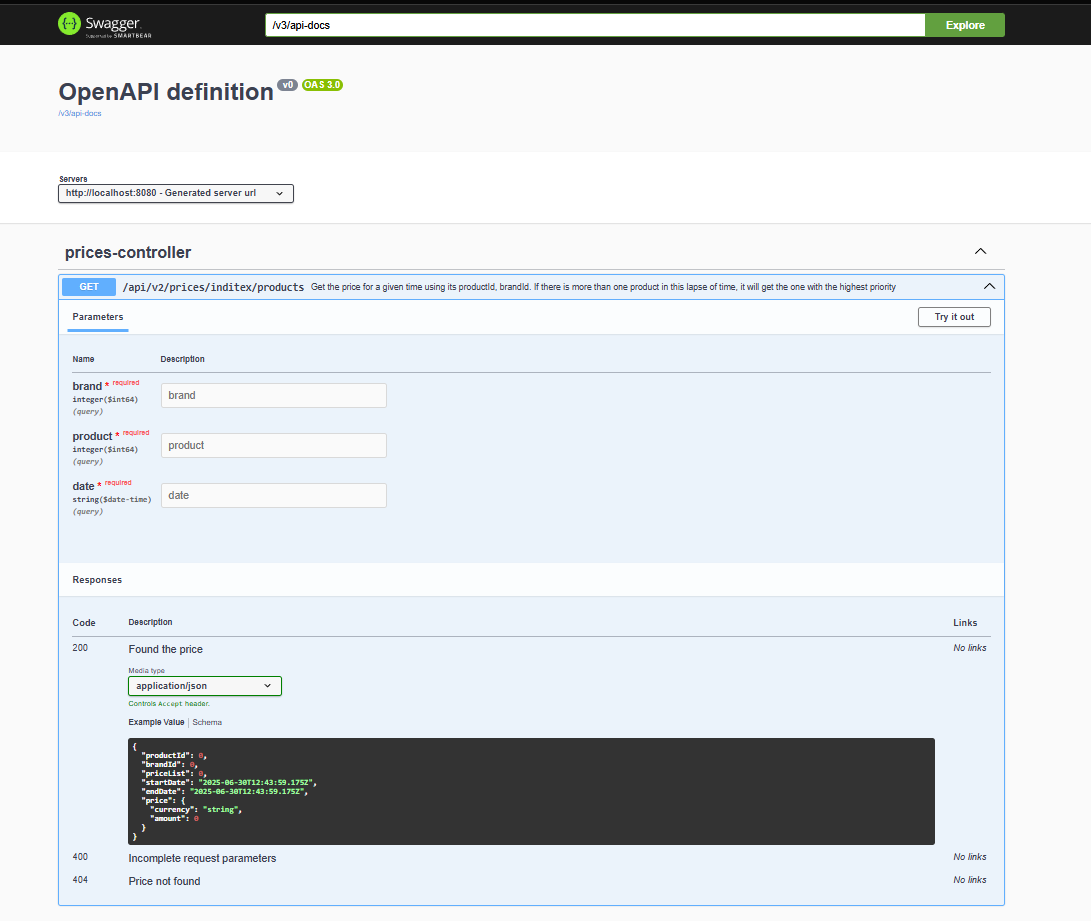 Swagger
Supported by SMARTBEAR
/v3/api-docs
Explore
OpenAPI definition v0 OAS 3.0
/v3/api-docs
Servers
http://localhost:8080 - Generated server url
prices-controller
GET /api/v2/prices/inditex/products Get the price for a given time using its productId, brandId. If there is more than one product in this lapse of time, it will get the one with the highest priority
Parameters
Try it out
Name Description
brand * required
integer($int64)
(query)
brand
product * required
integer($int64)
(query)
product
date * required
string($date-time)
(query)
date
Responses
Code Description Links
200 Found the price No links
Media type
application/json
Controls Accept header.
Example Value | Schema
{
"productId": 0,
"brandId": 0,
"priceList": 0,
"startDate": "2025-06-30T12:43:59.175Z",
"endDate": "2025-06-30T12:43:59.175Z",
"price": {
"currency": "string",
"amount": 0
}
}
400 Incomplete request parameters No links
404 Price not found No links